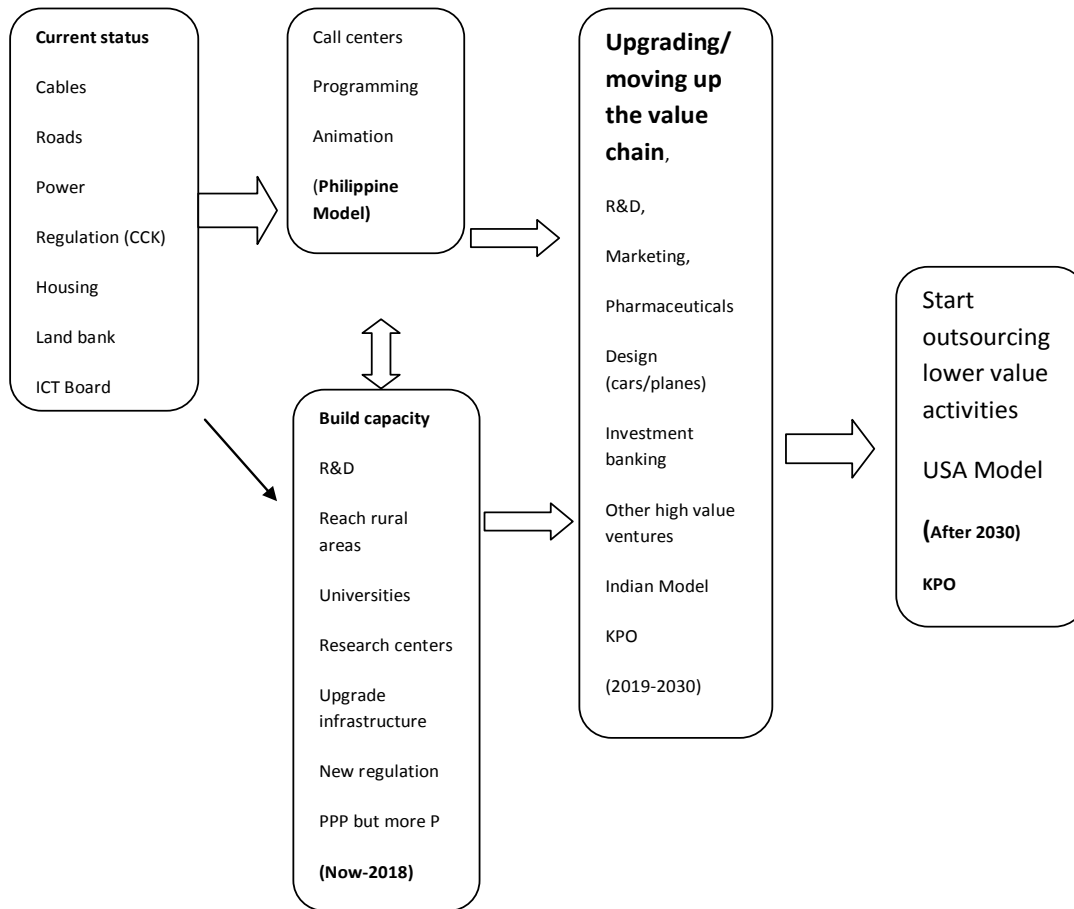 Current status
Cables
Roads
Power
Regulation (CCK)
Housing
Land bank
ICT Board
Call centers
Programming
Animation
(Philippine
Model)
Build capacity
R&D
Reach rural
areas
Universities
Research centers
Upgrade
infrastructure
New regulation
PPP but more P
(Now-2018)
Upgrading/
moving up
the value
chain,
R&D,
Marketing,
Pharmaceuticals
Design
(cars/planes)
Investment
banking
Other high value
ventures
Indian Model
KPO
(2019-2030)
Start
outsourcing
lower value
activities
USA Model
(After 2030)
KPO